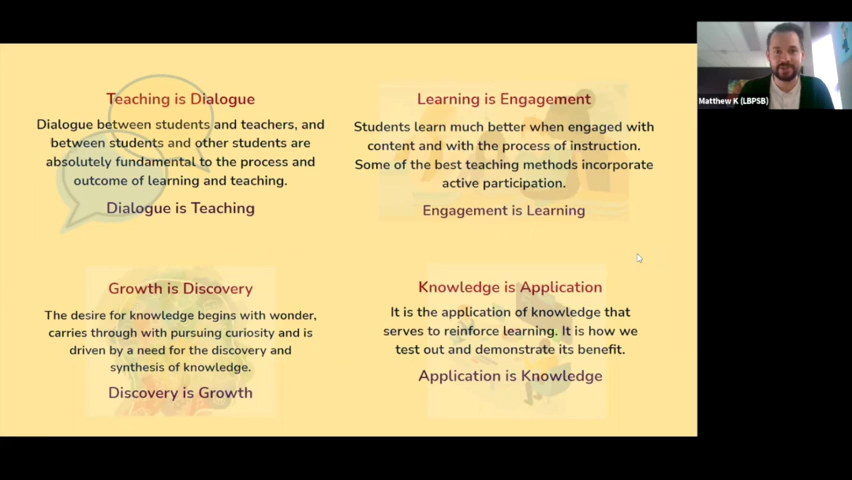 Teaching is Dialogue
Dialogue between students and teachers, and
between students and other students are
absolutely fundamental to the process and
outcome of learning and teaching.
Dialogue is Teaching
Learning is Engagement
Students learn much better when engaged with
content and with the process of instruction.
Some of the best teaching methods incorporate
active participation.
Engagement is Learning
Growth is Discovery
The desire for knowledge begins with wonder,
carries through with pursuing curiosity and is
driven by a need for the discovery and
synthesis of knowledge.
Discovery is Growth
Knowledge is Application
It is the application of knowledge that
serves to reinforce learning. It is how we
test out and demonstrate its benefit.
Application is Knowledge
Matthew K (LBPSB)